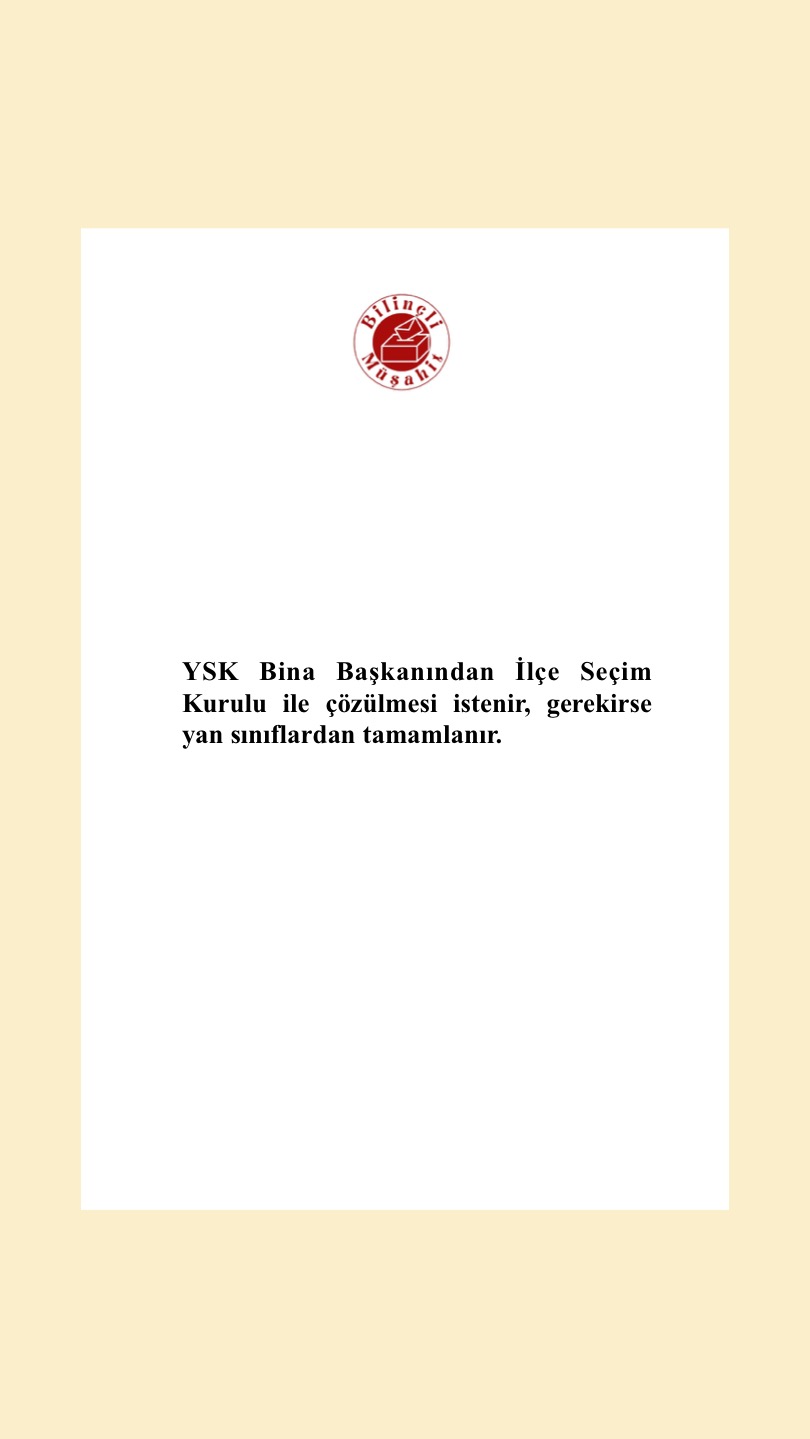 Bilinçli
Müşahit
YSK Bina Başkanından İlçe Seçim
Kurulu ile çözülmesi istenir, gerekirse
yan sınıflardan tamamlanır.